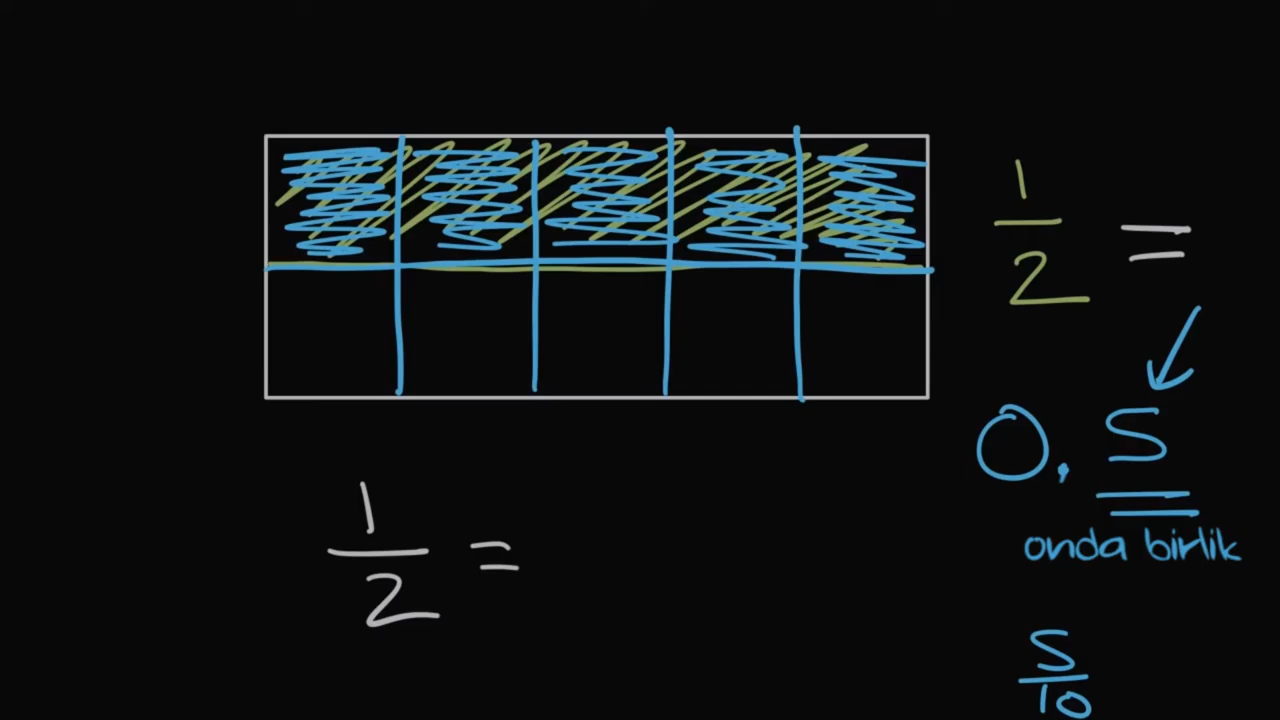 1/2 =
0,5
onda birlik
1/2 =
5/10